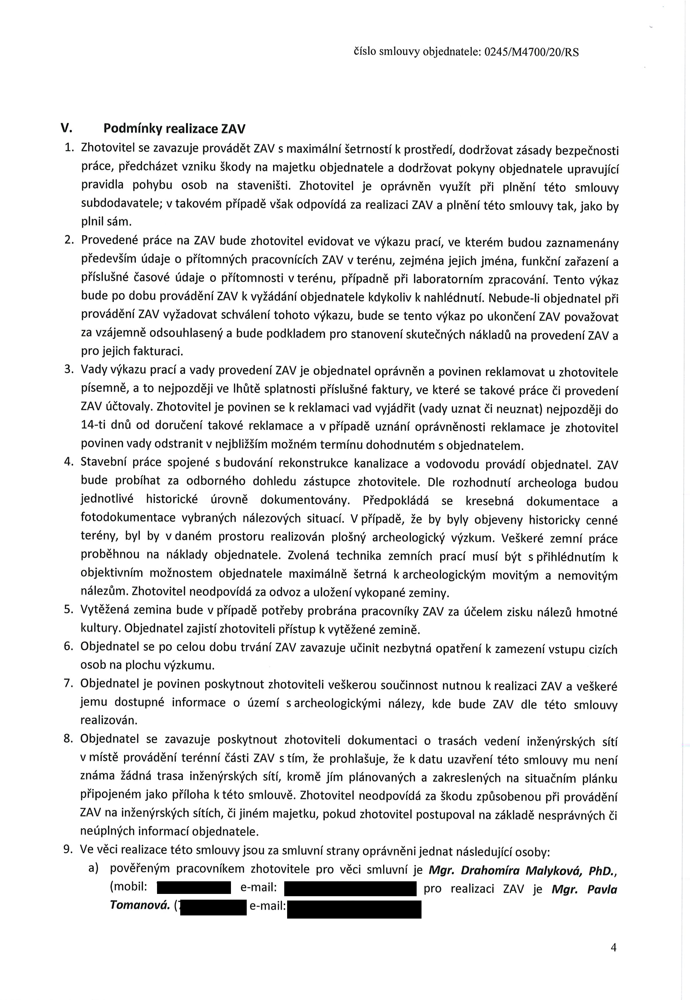 číslo smlouvy objednatele: 0245/M4700/20/RS
V. Podmínky realizace ZAV
1. Zhotovitel se zavazuje provádět ZAV s maximální šetrností k prostředí, dodržovat zásady bezpečnosti
práce, předcházet vzniku škody na majetku objednatele a dodržovat pokyny objednatele upravující
pravidla pohybu osob na staveništi. Zhotovitel je oprávněn využít při plnění této smlouvy
subdodavatele; v takovém případě však odpovídá za realizaci ZAV a plnění této smlouvy tak, jako by
plnil sám.
2. Provedené práce na ZAV bude zhotovitel evidovat ve výkazu prací, ve kterém budou zaznamenány
především údaje o přítomných pracovnících ZAV v terénu, zejména jejich jména, funkční zařazení a
příslušné časové údaje o přítomnosti v terénu, případně při laboratorním zpracování. Tento výkaz
bude po dobu provádění ZAV k vyžádání objednatele kdykoliv k nahlédnutí. Nebude-li objednatel při
provádění ZAV vyžadovat schválení tohoto výkazu, bude se tento výkaz po ukončení ZAV považovat
za vzájemně odsouhlasený a bude podkladem pro stanovení skutečných nákladů na provedení ZAV a
pro jejich fakturaci.
3. Vady výkazu prací a vady provedení ZAV je objednatel oprávněn a povinen reklamovat u zhotovitele
písemně, a to nejpozději ve lhůtě splatnosti příslušné faktury, ve které se takové práce či provedení
ZAV účtovaly. Zhotovitel je povinen se k reklamaci vad vyjádřit (vady uznat či neuznat) nejpozději do
14-ti dnů od doručení takové reklamace a v případě uznání oprávněnosti reklamace je zhotovitel
povinen vady odstranit v nejbližším možném termínu dohodnutém s objednatelem.
4. Stavební práce spojené s budování rekonstrukce kanalizace a vodovodu provádí objednatel. ZAV
bude probíhat za odborného dohledu zástupce zhotovitele. Dle rozhodnutí archeologa budou
jednotlivé historické úrovně dokumentovány. Předpokládá se kresebná dokumentace a
fotodokumentace vybraných nálezových situací. V případě, že by byly objeveny historicky cenné
terény, byl by v daném prostoru realizován plošný archeologický výzkum. Veškeré zemní práce
proběhnou na náklady objednatele. Zvolená technika zemních prací musí být s přihlédnutím k
objektivním možnostem objednatele maximálně šetrná k archeologickým movitým a nemovitým
nálezům. Zhotovitel neodpovídá za odvoz a uložení vykopané zeminy.
5. Vytěžená zemina bude v případě potřeby probrána pracovníky ZAV za účelem zisku nálezů hmotné
kultury. Objednatel zajistí zhotoviteli přístup k vytěžené zemině.
6. Objednatel se po celou dobu trvání ZAV zavazuje učinit nezbytná opatření k zamezení vstupu cizích
osob na plochu výzkumu.
7. Objednatel je povinen poskytnout zhotoviteli veškerou součinnost nutnou k realizaci ZAV a veškeré
jemu dostupné informace o území s archeologickými nálezy, kde bude ZAV dle této smlouvy
realizován.
8. Objednatel se zavazuje poskytnout zhotoviteli dokumentaci o trasách vedení inženýrských sítí
v místě provádění terénní části ZAV s tím, že prohlašuje, že k datu uzavření této smlouvy mu není
známa žádná trasa inženýrských sítí, kromě jím plánovaných a zakreslených na situačním plánku
připojeném jako příloha k této smlouvě. Zhotovitel neodpovídá za škodu způsobenou při provádění
ZAV na inženýrských sítích, či jiném majetku, pokud zhotovitel postupoval na základě nesprávných či
neúplných informací objednatele.
9. Ve věci realizace této smlouvy jsou za smluvní strany oprávněni jednat následující osoby:
a) pověřeným pracovníkem zhotovitele pro věci smluvní je Mgr. Drahomíra Malyková, PhD.,
(mobil: e-mail: pro realizaci ZAV je Mgr. Pavla
Tomanová. ( e-mail:
4